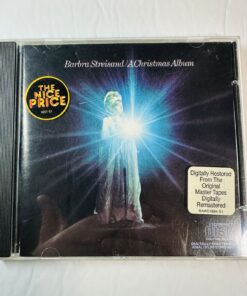 Barbra Streisand/A Christmas Album
THE
NICE
PRICE
Digitally Restored
From The
Original
Master Tapes
Digitally
Remastered